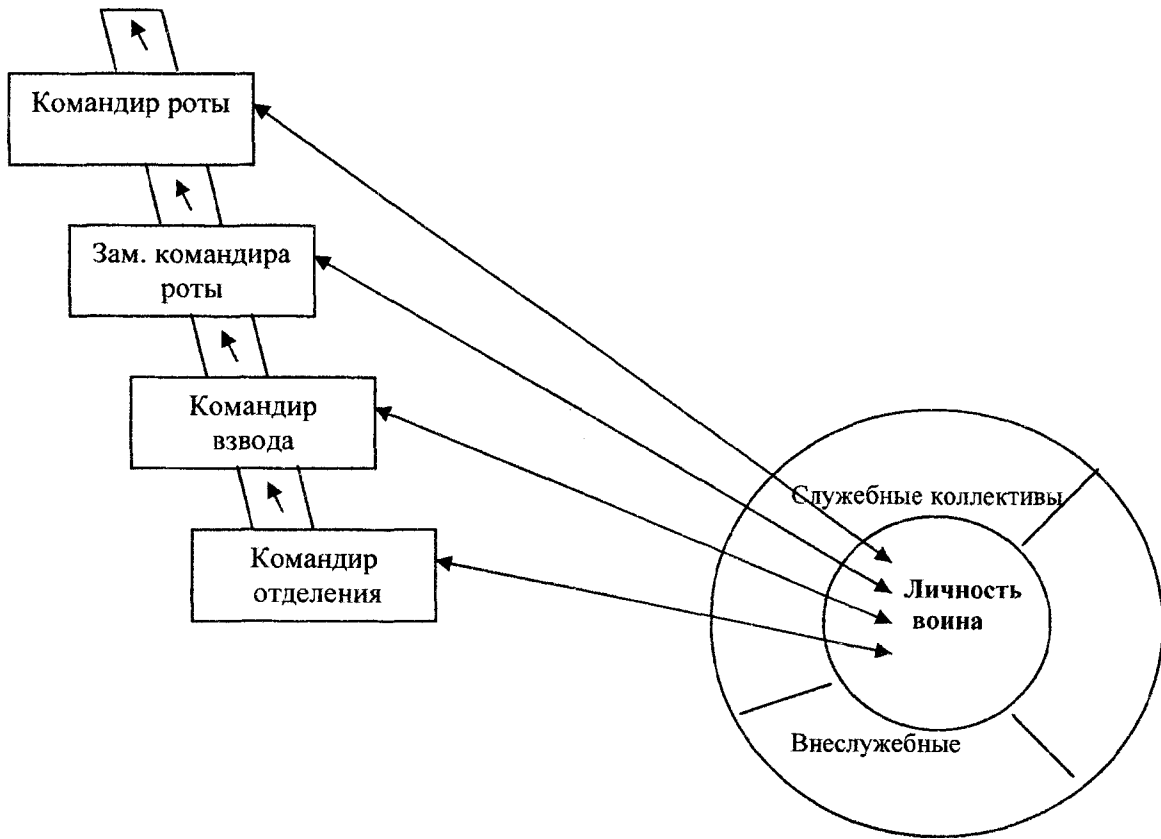 Командир роты
Зам. командира
роты
Командир
взвода
Командир
отделения
Служебные коллективы
Личность
воина
Внеслужебные